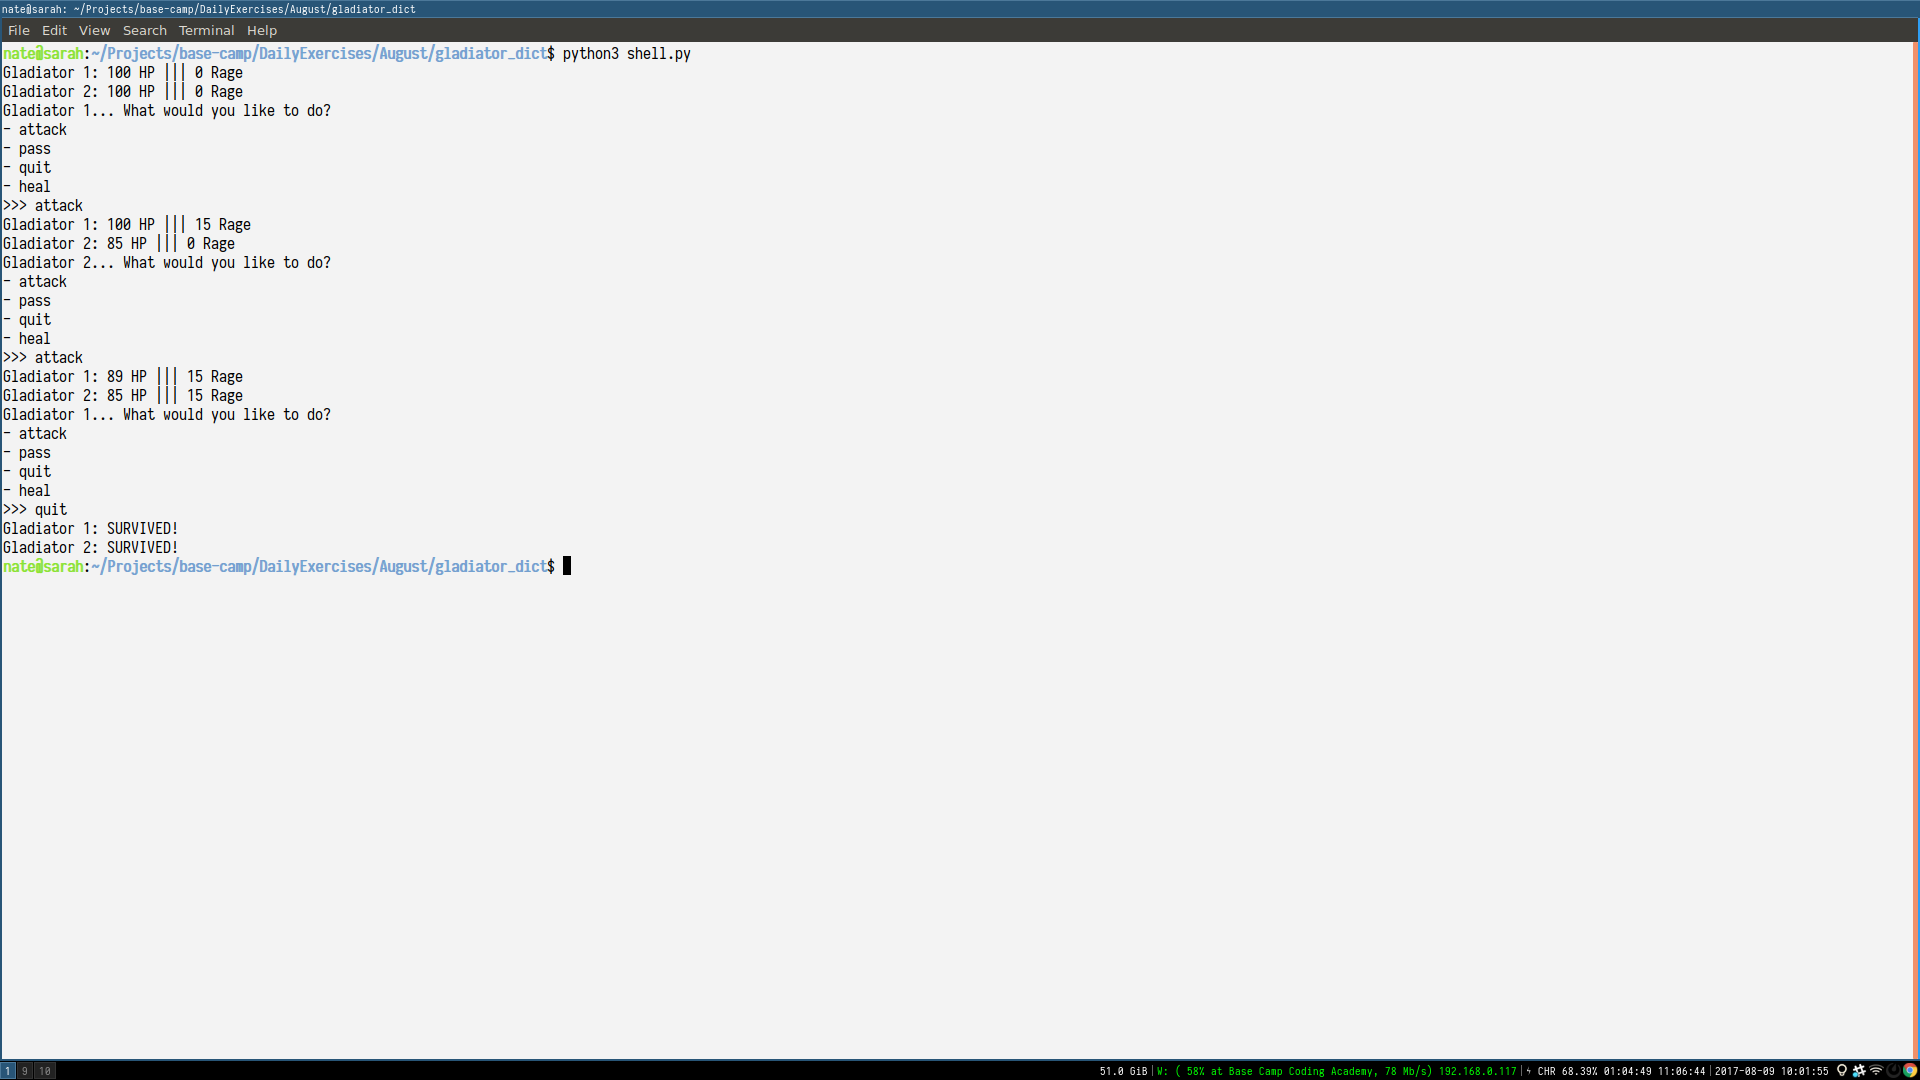 nate@sarah: ~/Projects/base-camp/DailyExercises/August/gladiator_dict
File Edit View Search Terminal Help
nate@sarah:~/Projects/base-camp/DailyExercises/August/gladiator_dict$ python3 shell.py
Gladiator 1: 100 HP ||| 0 Rage
Gladiator 2: 100 HP ||| 0 Rage
Gladiator 1... What would you like to do?
- attack
- pass
- quit
- heal
>>> attack
Gladiator 1: 100 HP ||| 15 Rage
Gladiator 2: 85 HP ||| 0 Rage
Gladiator 2... What would you like to do?
- attack
- pass
- quit
- heal
>>> attack
Gladiator 1: 89 HP ||| 15 Rage
Gladiator 2: 85 HP ||| 15 Rage
Gladiator 1... What would you like to do?
- attack
- pass
- quit
- heal
>>> quit
Gladiator 1: SURVIVED!
Gladiator 2: SURVIVED!
nate@sarah:~/Projects/base-camp/DailyExercises/August/gladiator_dict$
1 9 10 51.0 GiB|W: ( 58% at Base Camp Coding Academy, 78 Mb/s) 192.168.0.117|⚡ CHR 68.39% 01:04:49 11:06:44|2017-08-09 10:01:55